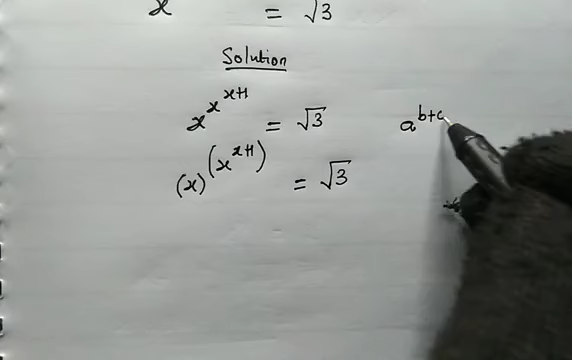 x = √3
Solution
x^x^x+1 = √3
a^b+c
(x)^(x^x+1) = √3